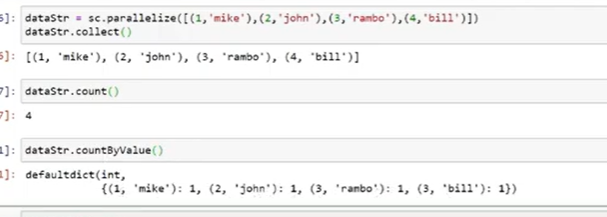 5]: dataStr = sc.parallelize([(1,'mike'),(2,'john'),(3,'rambo'),(4,'bill')])
dataStr.collect()
5]: [(1, 'mike'), (2, 'john'), (3, 'rambo'), (4, 'bill')]
7]: dataStr.count()
7]: 4
1]: dataStr.countByValue()
1]: defaultdict(int,
{(1, 'mike'): 1, (2, 'john'): 1, (3, 'rambo'): 1, (3, 'bill'): 1})